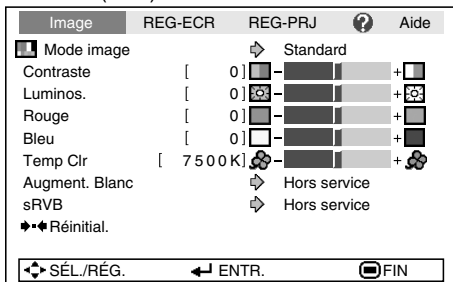 Image REG-ECR REG-PRJ ? Aide
Mode image Standard
Contraste [ 0] - +
Luminos. [ 0] - +
Rouge [ 0] - +
Bleu [ 0] - +
Temp Clr [ 7500K] - +
Augment. Blanc Hors service
sRVB Hors service
Réinitial.
SÉL./RÉG. ENTR. FIN